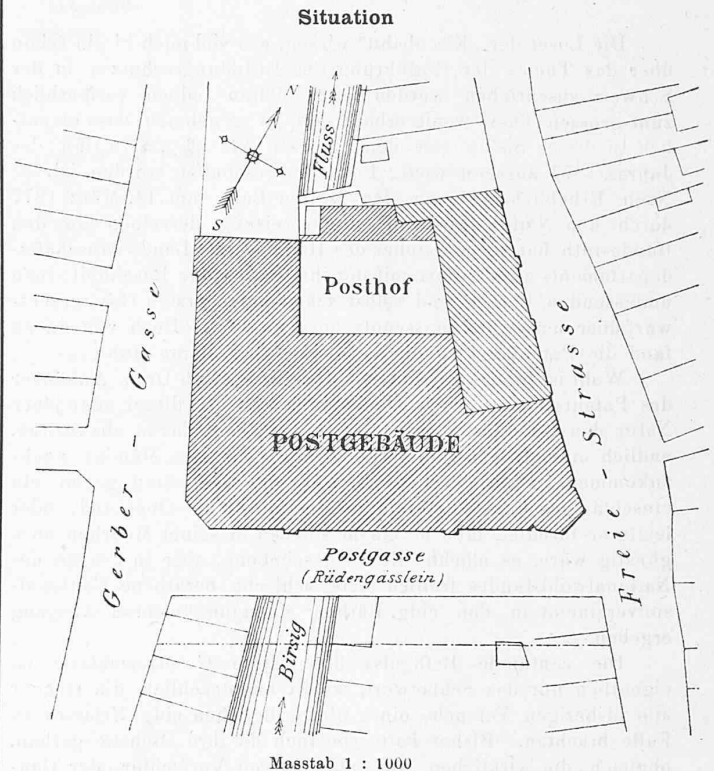 Situation
N
W
A
S
Fluss
Posthof
Gerber-Gasse
POSTGEBÄUDE
Freie-Strasse
Postgasse
(Rüdengässlein)
Birsig
Masstab 1 : 1000